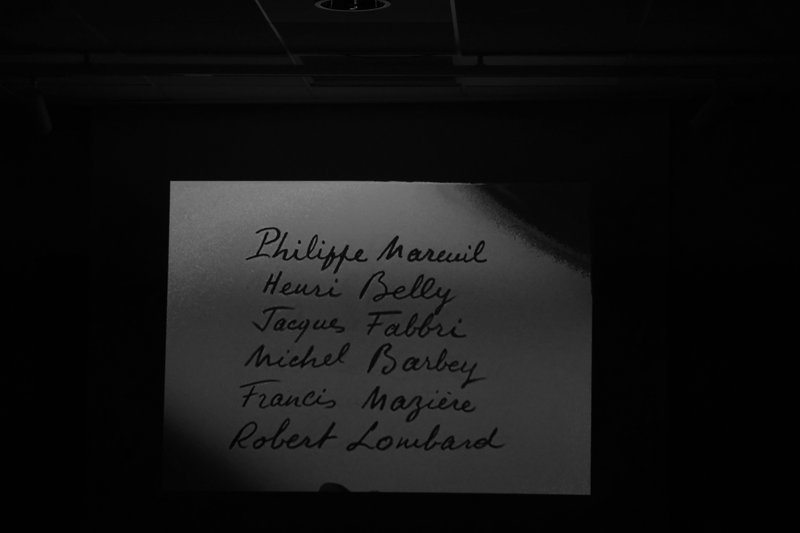 Philippe Mareuil
Henri Belly
Jacques Fabbri
Michel Barbey
Francis Mazière
Robert Lombard